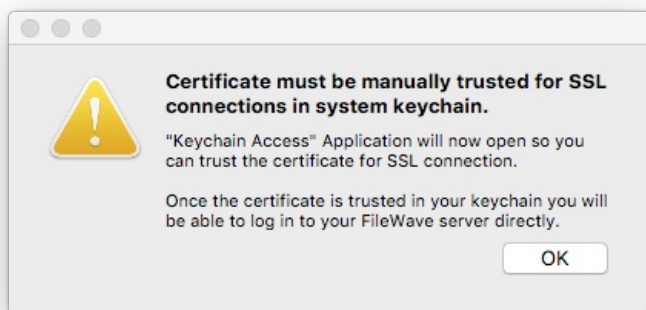 Certificate must be manually trusted for SSL
connections in system keychain.
"Keychain Access" Application will now open so you
can trust the certificate for SSL connection.
Once the certificate is trusted in your keychain you will
be able to log in to your FileWave server directly.
OK